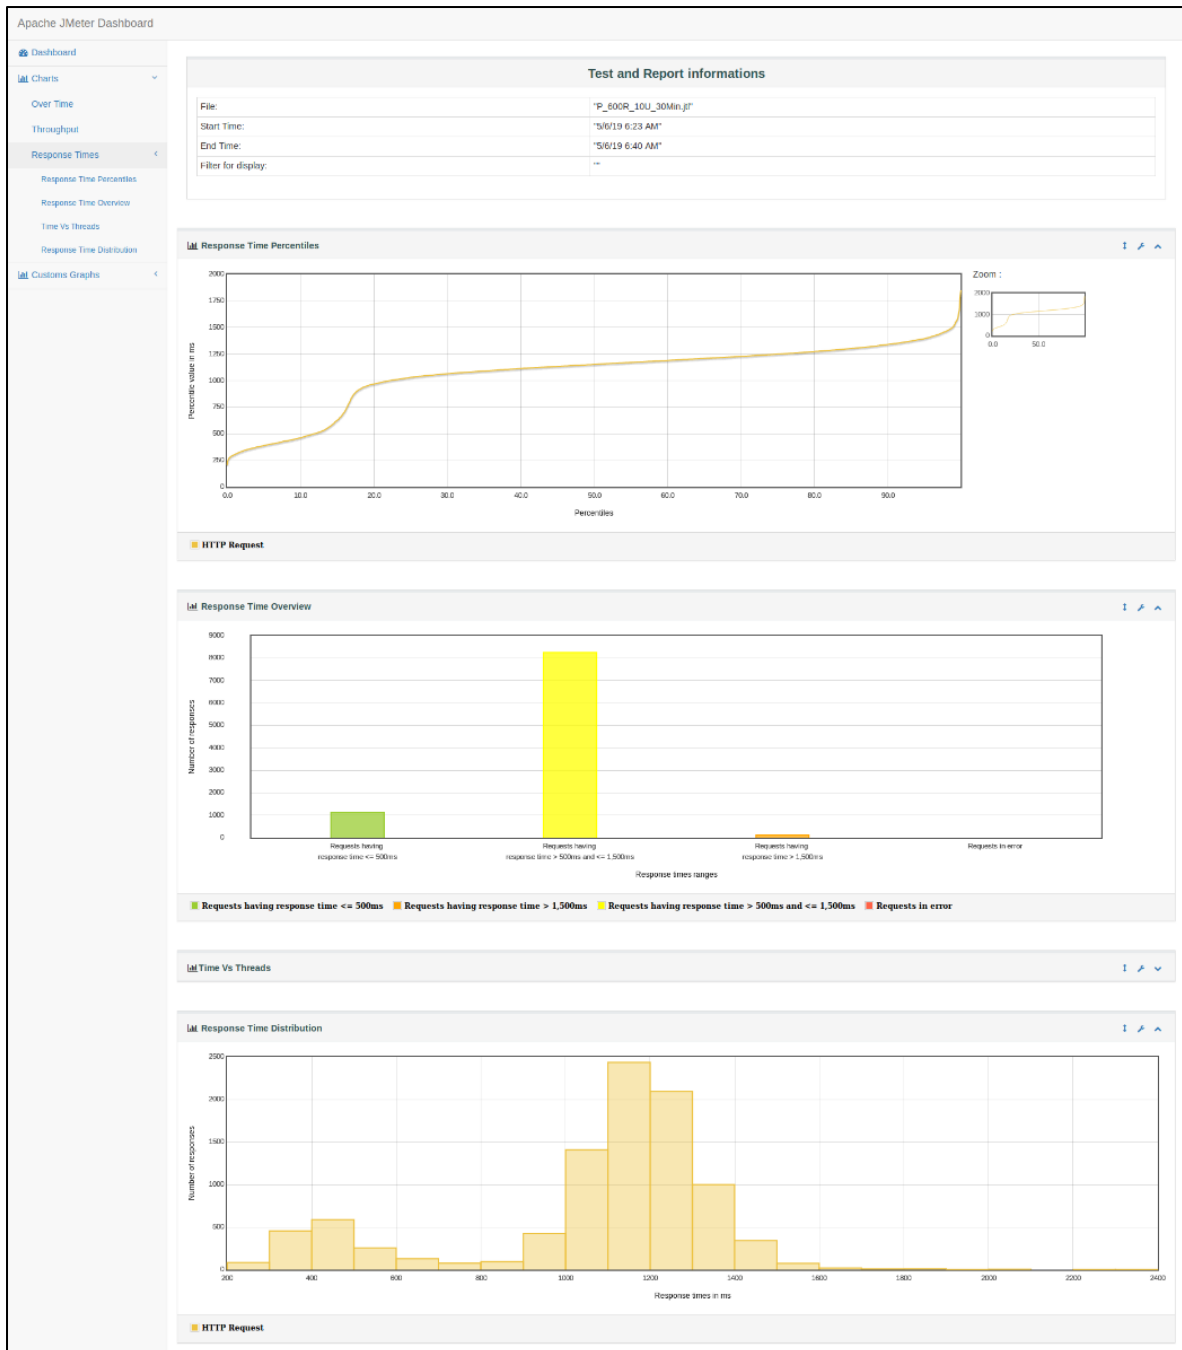 Apache JMeter Dashboard
Dashboard
Charts
Over Time
Throughput
Response Times
Response Time Percentiles
Response Time Overview
Time Vs Threads
Response Time Distribution
Customs Graphs
Test and Report informations
File: "P_600R_10U_30Min.jtl"
Start Time: "5/6/19 6:23 AM"
End Time: "5/6/19 6:40 AM"
Filter for display: ""
Response Time Percentiles
Zoom :
2000
1750
1500
1250
1000
750
500
250
0
Percentile value in ms
0.0 10.0 20.0 30.0 40.0 50.0 60.0 70.0 80.0 90.0
Percentiles
2000
1000
0
0.0 50.0
HTTP Request
Response Time Overview
9000
8000
7000
6000
5000
4000
3000
2000
1000
0
Number of responses
Requests having response time <= 500ms
Requests having response time > 500ms and <= 1,500ms
Requests having response time > 1,500ms
Requests in error
Response times ranges
Requests having response time <= 500ms Requests having response time > 1,500ms Requests having response time > 500ms and <= 1,500ms Requests in error
Time Vs Threads
Response Time Distribution
2500
2000
1500
1000
500
0
Number of responses
200 400 600 800 1000 1200 1400 1600 1800 2000 2200 2400
Response times in ms
HTTP Request